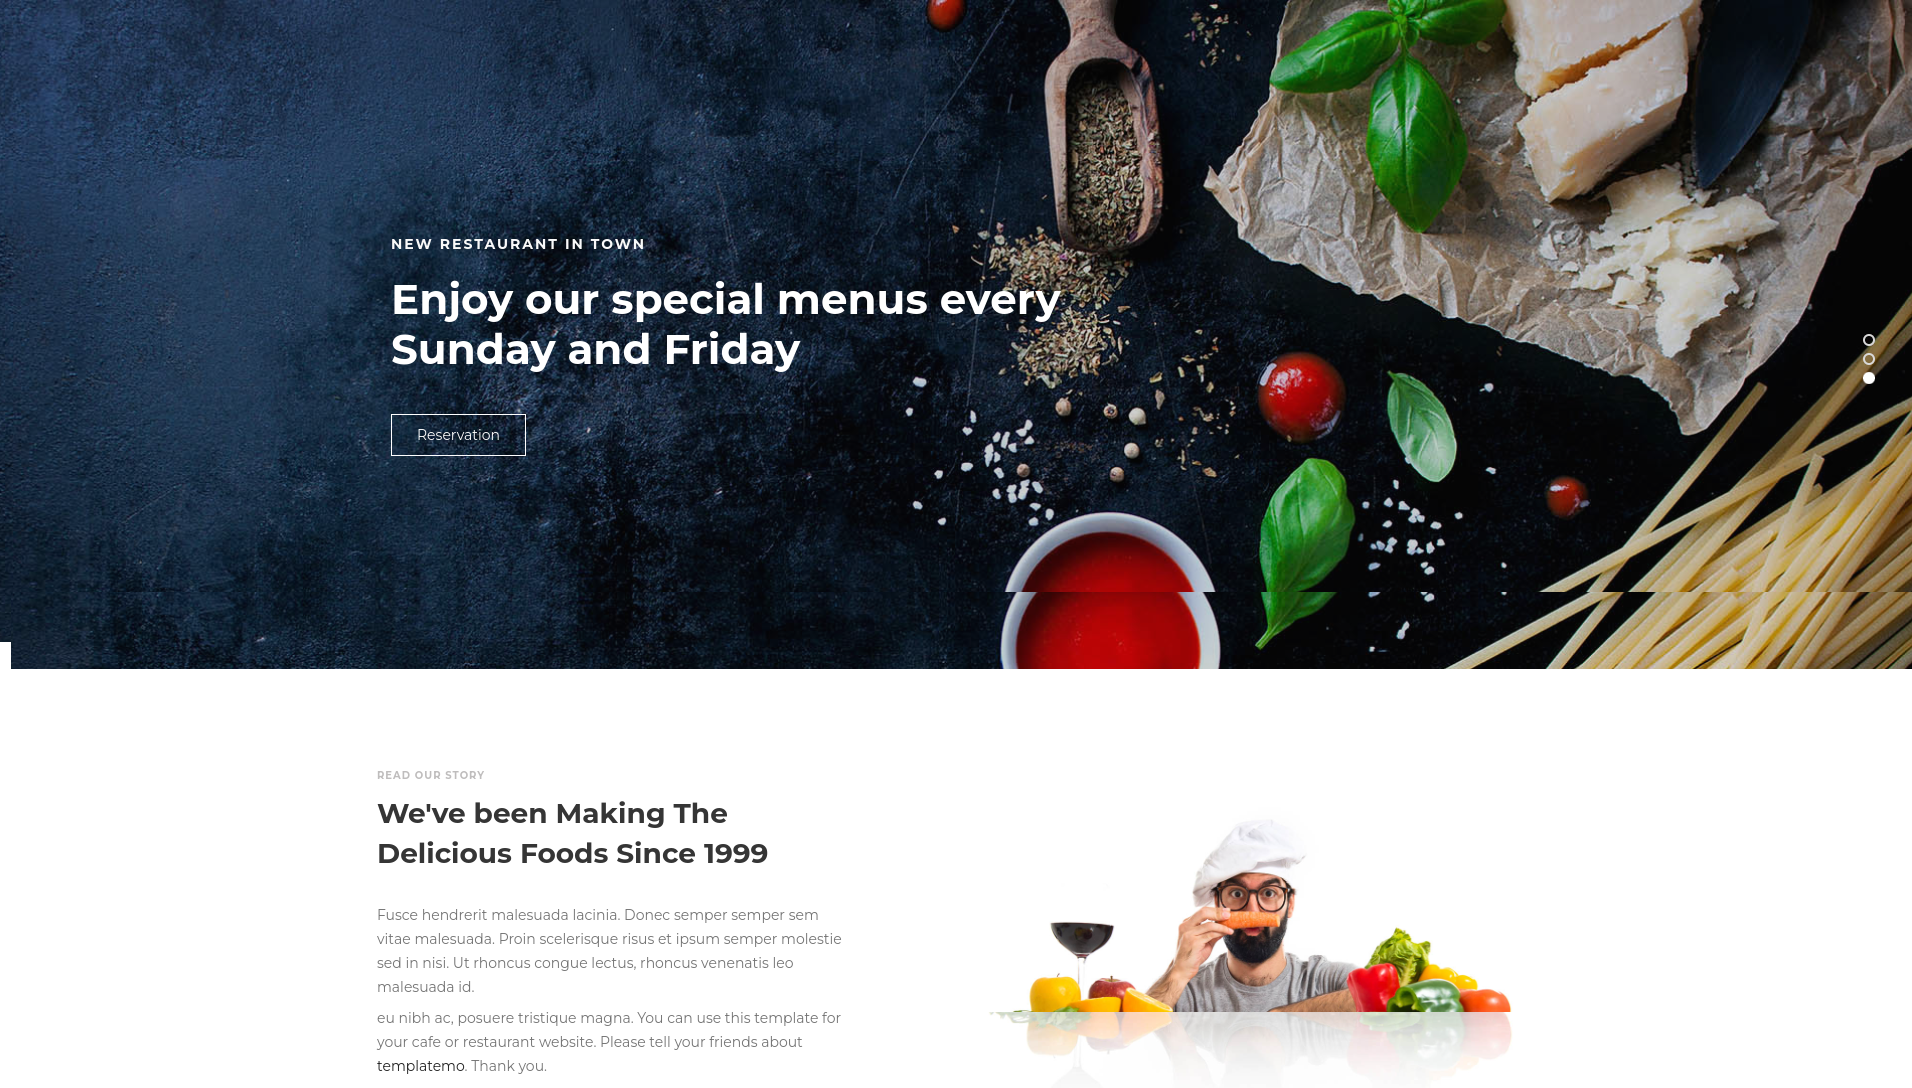 NEW RESTAURANT IN TOWN
Enjoy our special menus every
Sunday and Friday
Reservation
READ OUR STORY
We've been Making The
Delicious Foods Since 1999
Fusce hendrerit malesuada lacinia. Donec semper semper sem
vitae malesuada. Proin scelerisque risus et ipsum semper molestie
sed in nisi. Ut rhoncus congue lectus, rhoncus venenatis leo
malesuada id.
eu nibh ac, posuere tristique magna. You can use this template for
your cafe or restaurant website. Please tell your friends about
templatemo. Thank you.